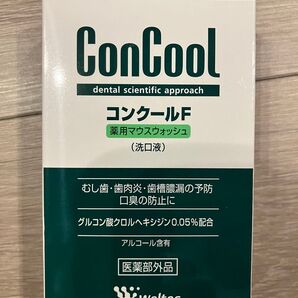 ConCool
dental scientific approach
コンクールF
薬用マウスウォッシュ
(洗口液)
むし歯・歯肉炎・歯槽膿漏の予防
口臭の防止に
グルコン酸クロルヘキシジン0.05%配合
アルコール含有
医薬部外品
Weltec